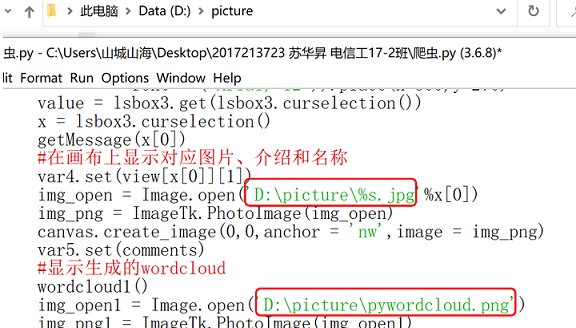 此电脑 › Data (D:) › picture
虫.py - C:\Users\山城山海\Desktop\2017213723 苏华昇 电信工17-2班\爬虫.py (3.6.8)*
lit Format Run Options Window Help
value = lsbox3.get(lsbox3.curselection())
x = lsbox3.curselection()
getMessage(x[0])
#在画布上显示对应图片、介绍和名称
var4.set(view[x[0]][1])
img_open = Image.open('D:\picture\%s.jpg'%x[0])
img_png = ImageTk.PhotoImage(img_open)
canvas.create_image(0,0,anchor = 'nw',image = img_png)
var5.set(comments)
#显示生成的wordcloud
wordcloud1()
img_open1 = Image.open('D:\picture\pywordcloud.png')
img_png1 = ImageTk.PhotoImage(img_open1)